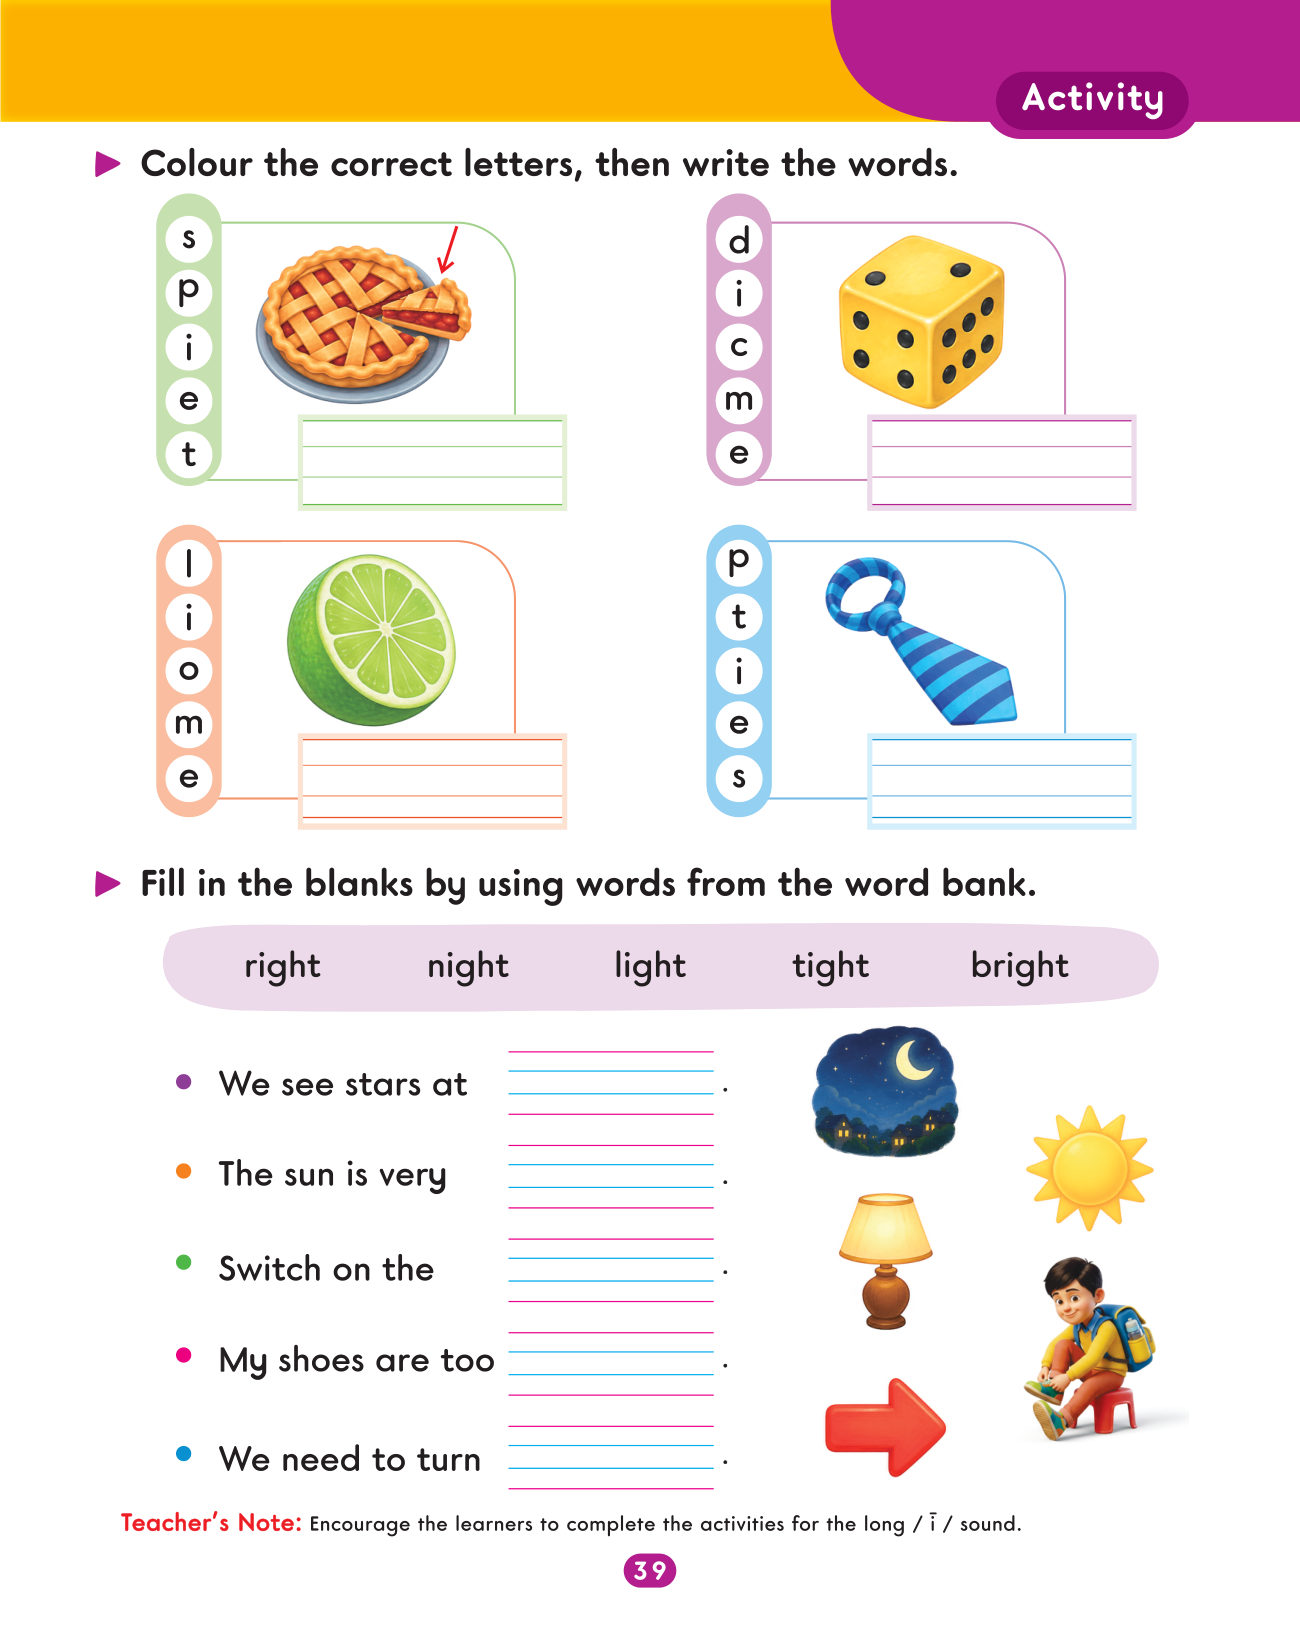 Activity
Colour the correct letters, then write the words.
s
p
i
e
t
d
i
c
m
e
l
i
o
m
e
p
t
i
e
s
Fill in the blanks by using words from the word bank.
right night light tight bright
We see stars at .
The sun is very .
Switch on the .
My shoes are too .
We need to turn .
Teacher's Note: Encourage the learners to complete the activities for the long / ī / sound.
39